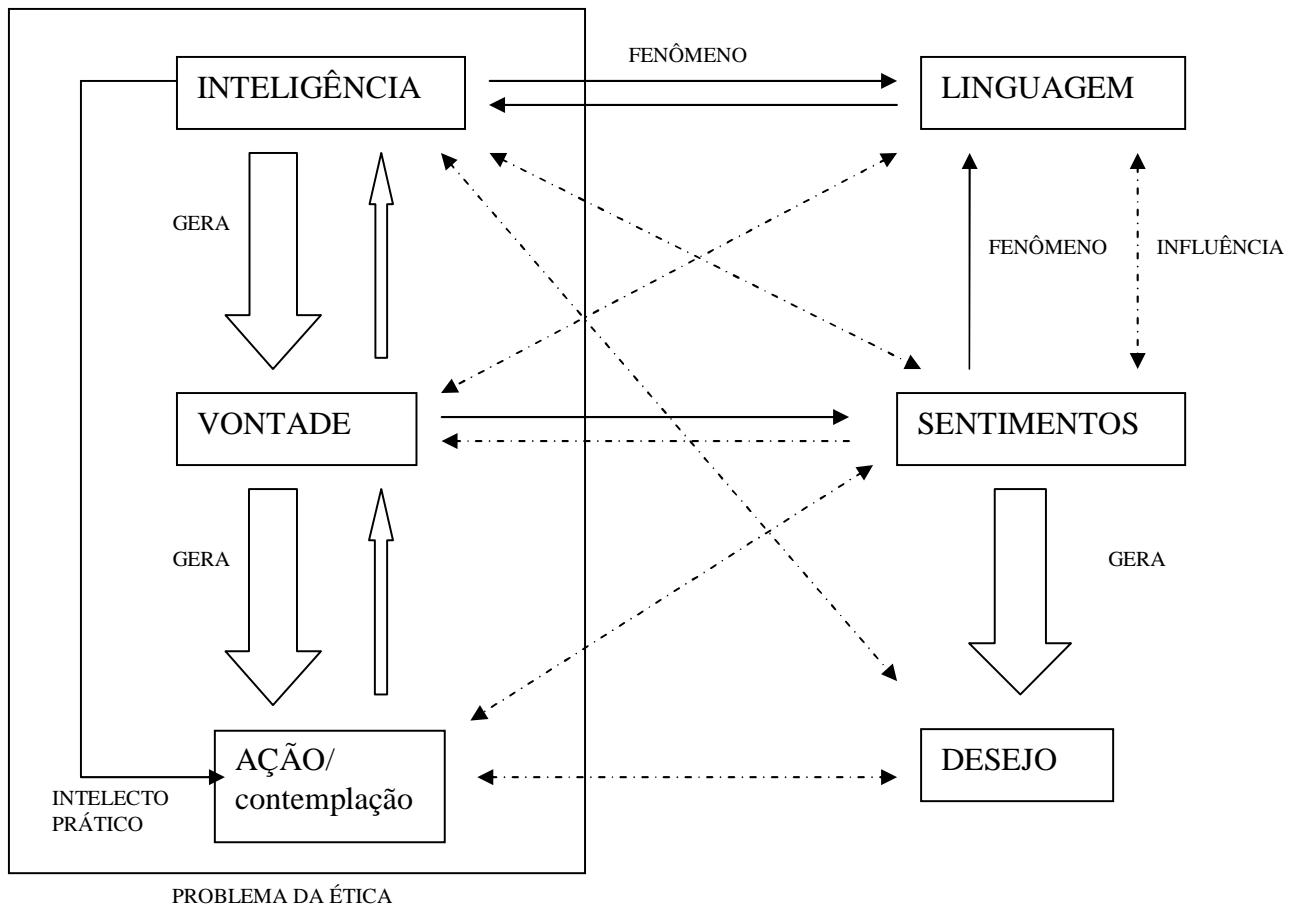 FENÔMENO
INTELIGÊNCIA
LINGUAGEM
GERA
FENÔMENO
INFLUÊNCIA
VONTADE
SENTIMENTOS
GERA
GERA
AÇÃO/
contemplação
DESEJO
INTELECTO
PRÁTICO
PROBLEMA DA ÉTICA